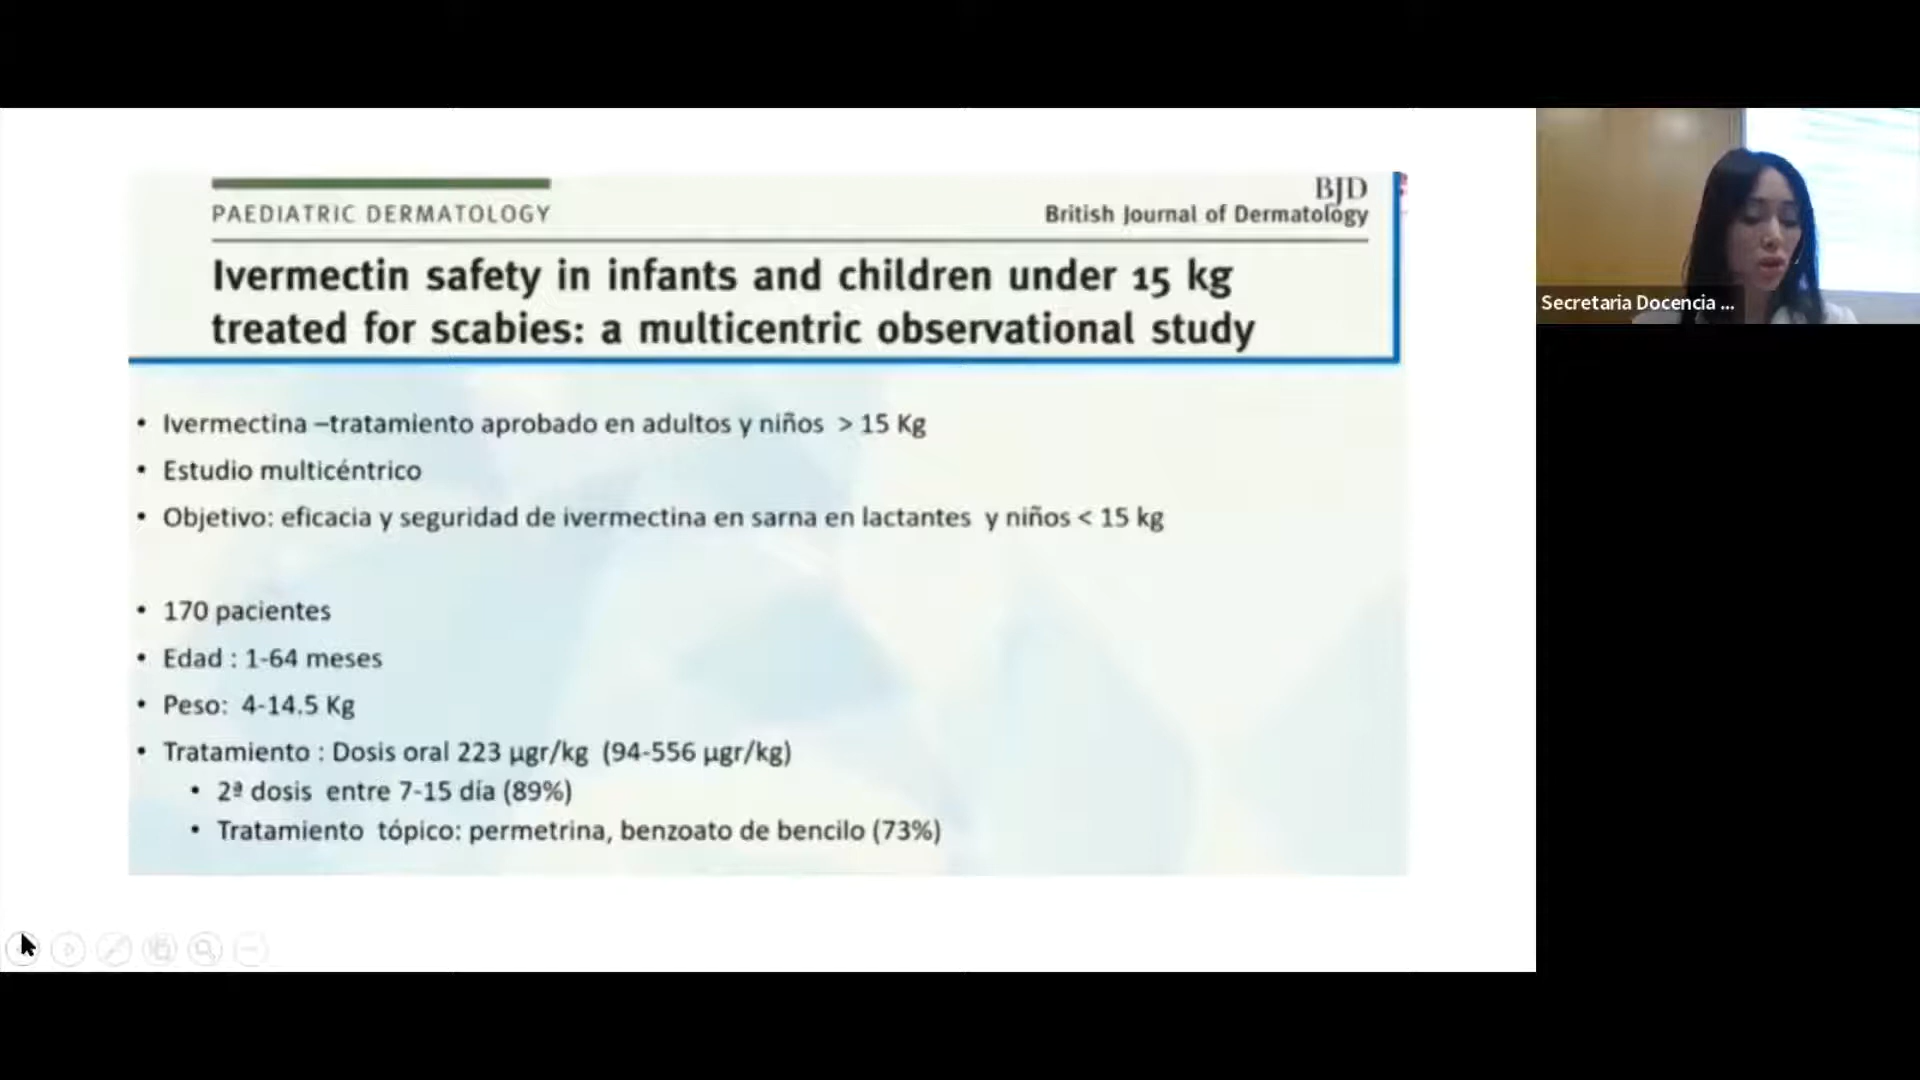 PAEDIATRIC DERMATOLOGY
BJD
British Journal of Dermatology
Ivermectin safety in infants and children under 15 kg
treated for scabies: a multicentric observational study
• Ivermectina –tratamiento aprobado en adultos y niños > 15 Kg
• Estudio multicéntrico
• Objetivo: eficacia y seguridad de ivermectina en sarna en lactantes y niños < 15 kg
• 170 pacientes
• Edad : 1-64 meses
• Peso: 4-14.5 Kg
• Tratamiento : Dosis oral 223 µgr/kg (94-556 µgr/kg)
• 2ª dosis entre 7-15 día (89%)
• Tratamiento tópico: permetrina, benzoato de bencilo (73%)
Secretaria Docencia ...